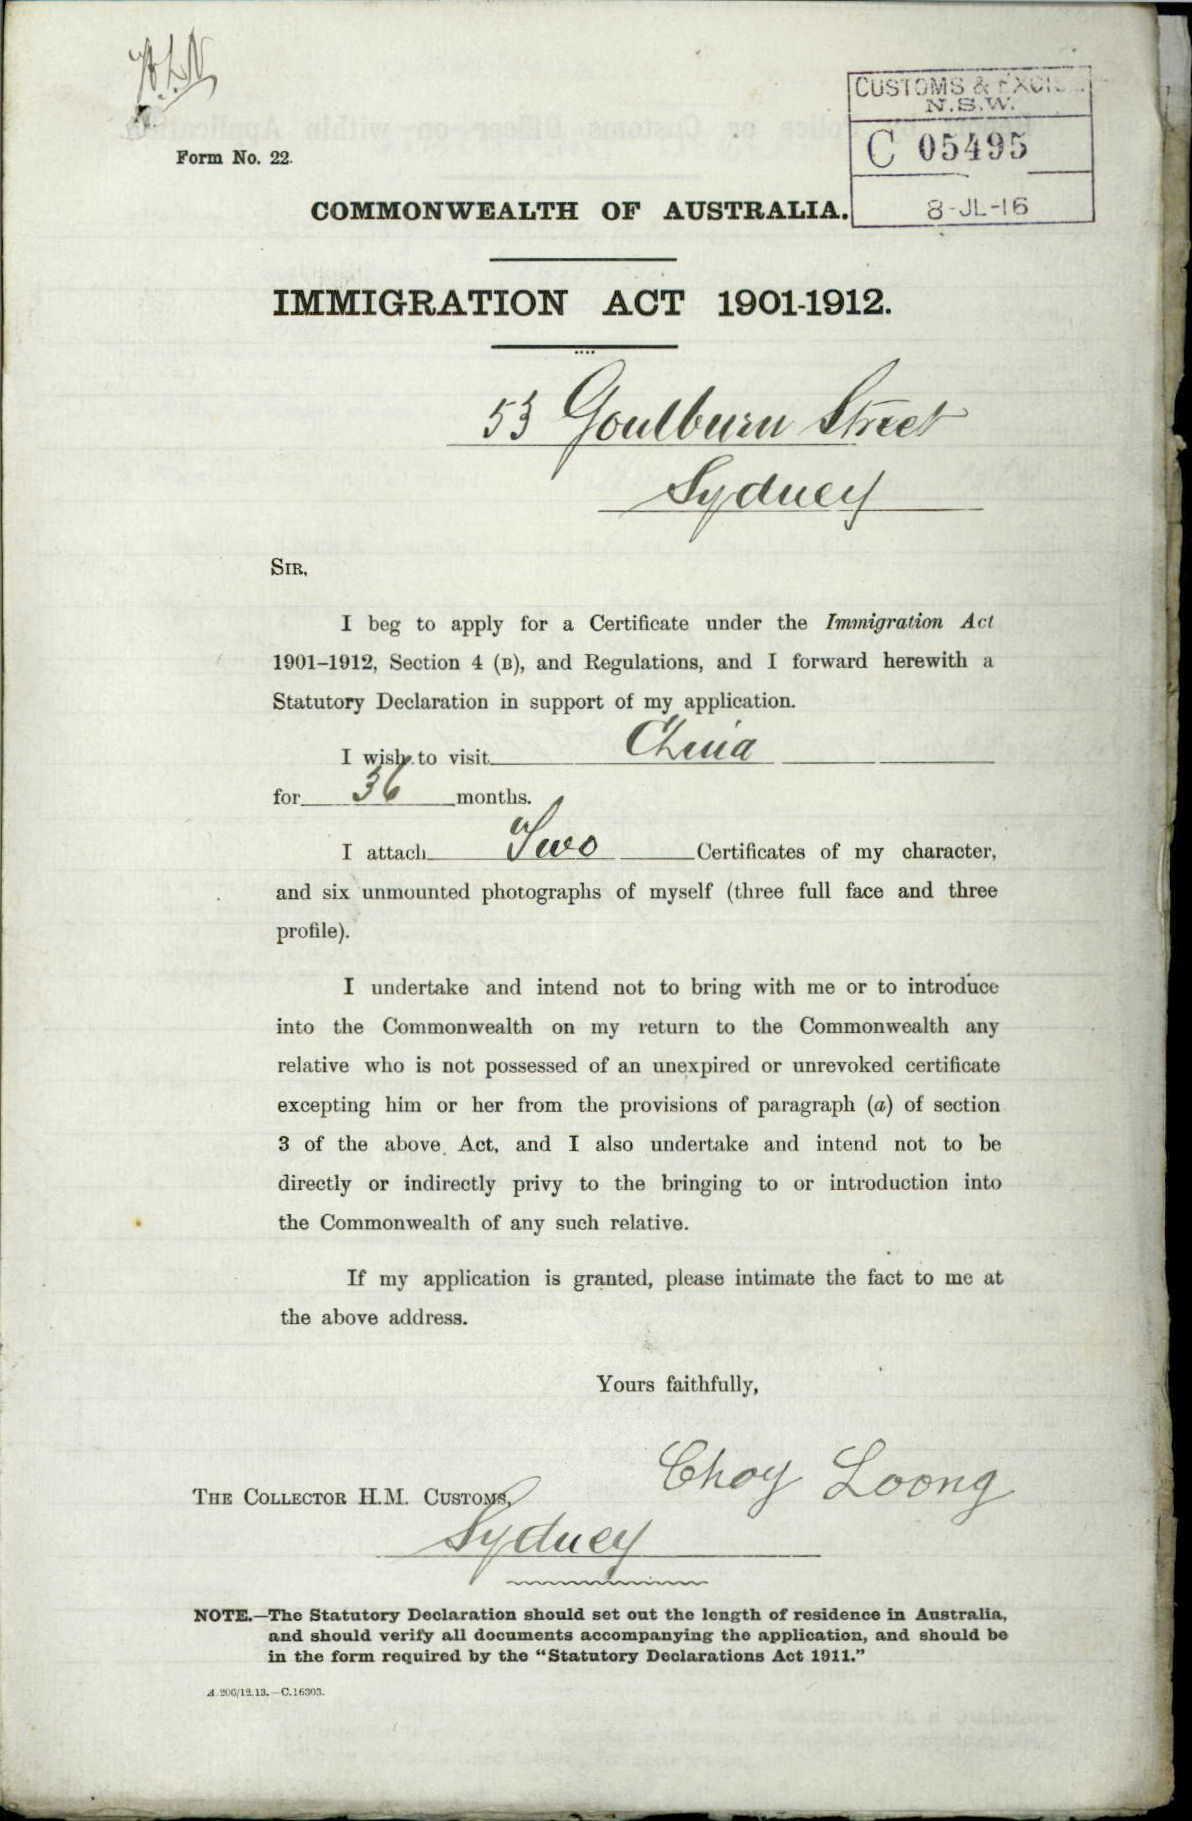 CUSTOMS & EXCISE
N.S.W.
C 05495
8-JL-16
Form No. 22.
COMMONWEALTH OF AUSTRALIA.
IMMIGRATION ACT 1901-1912.
53 Goulburn Street
Sydney
SIR,
I beg to apply for a Certificate under the Immigration Act
1901–1912, Section 4 (B), and Regulations, and I forward herewith a
Statutory Declaration in support of my application.
I wish to visit China
for 36 months.
I attach Two Certificates of my character,
and six unmounted photographs of myself (three full face and three
profile).
I undertake and intend not to bring with me or to introduce
into the Commonwealth on my return to the Commonwealth any
relative who is not possessed of an unexpired or unrevoked certificate
excepting him or her from the provisions of paragraph (a) of section
3 of the above Act, and I also undertake and intend not to be
directly or indirectly privy to the bringing to or introduction into
the Commonwealth of any such relative.
If my application is granted, please intimate the fact to me at
the above address.
Yours faithfully,
Choy Loong
THE COLLECTOR H.M. CUSTOMS,
Sydney
NOTE.—The Statutory Declaration should set out the length of residence in Australia,
and should verify all documents accompanying the application, and should be
in the form required by the "Statutory Declarations Act 1911."
A.200/12.13.—C.16303.